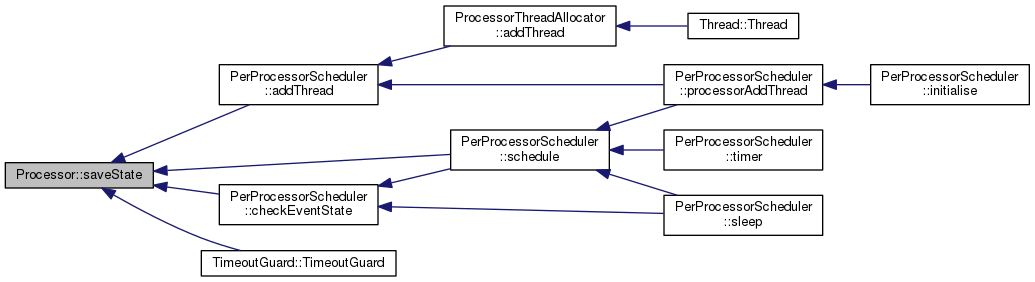 ProcessorThreadAllocator
::addThread
Thread::Thread
PerProcessorScheduler
::addThread
PerProcessorScheduler
::processorAddThread
PerProcessorScheduler
::initialise
PerProcessorScheduler
::schedule
PerProcessorScheduler
::timer
Processor::saveState
PerProcessorScheduler
::checkEventState
PerProcessorScheduler
::sleep
TimeoutGuard::TimeoutGuard